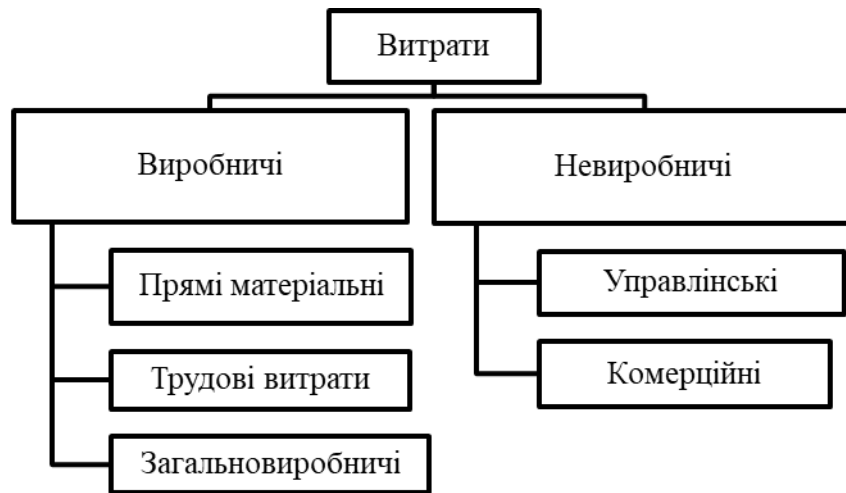 Витрати
Виробничі
Невиробничі
Прямі матеріальні
Трудові витрати
Загальновиробничі
Управлінські
Комерційні